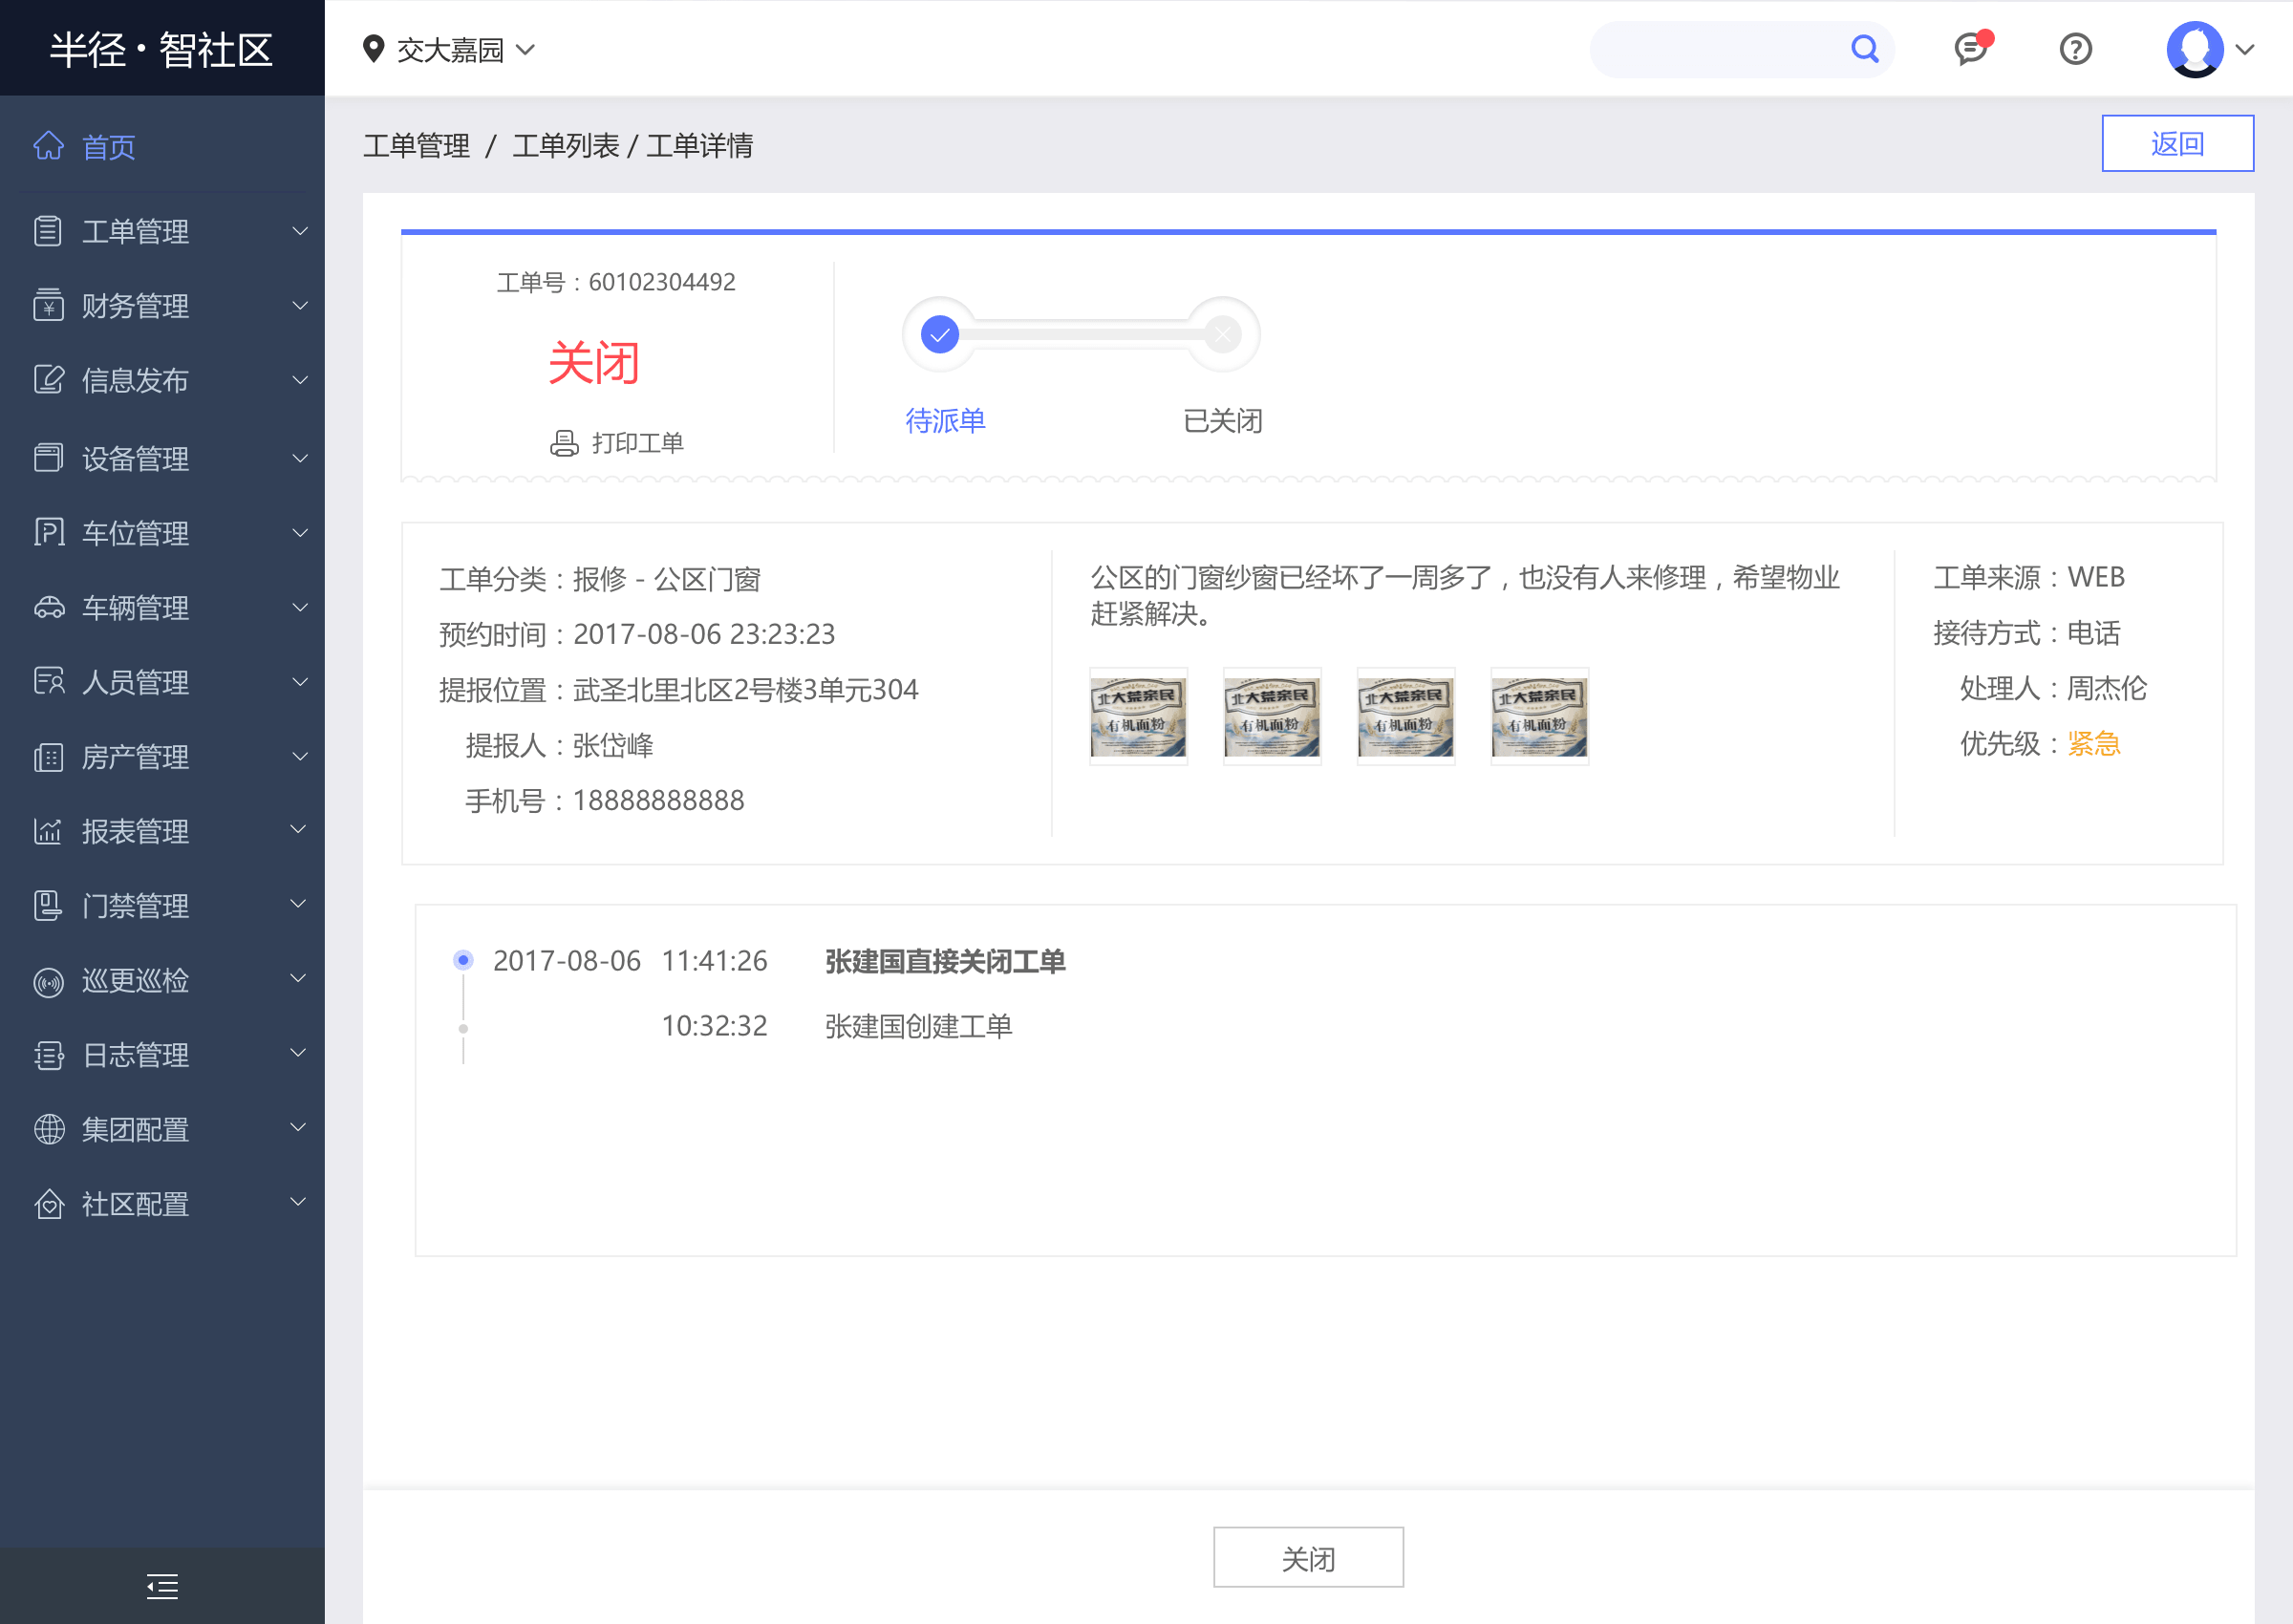 半径·智社区
交大嘉园
首页
工单管理
财务管理
信息发布
设备管理
车位管理
车辆管理
人员管理
房产管理
报表管理
门禁管理
巡更巡检
日志管理
集团配置
社区配置
工单管理 / 工单列表 / 工单详情
返回
工单号：60102304492
关闭
打印工单
待派单
已关闭
工单分类：报修 - 公区门窗
预约时间：2017-08-06 23:23:23
提报位置：武圣北里北区2号楼3单元304
提报人：张岱峰
手机号：18888888888
公区的门窗纱窗已经坏了一周多了，也没有人来修理，希望物业
赶紧解决。
北大荒亲民
有机面粉
北大荒亲民
有机面粉
北大荒亲民
有机面粉
北大荒亲民
有机面粉
工单来源：WEB
接待方式：电话
处理人：周杰伦
优先级：紧急
2017-08-06 11:41:26 张建国直接关闭工单
10:32:32 张建国创建工单
关闭